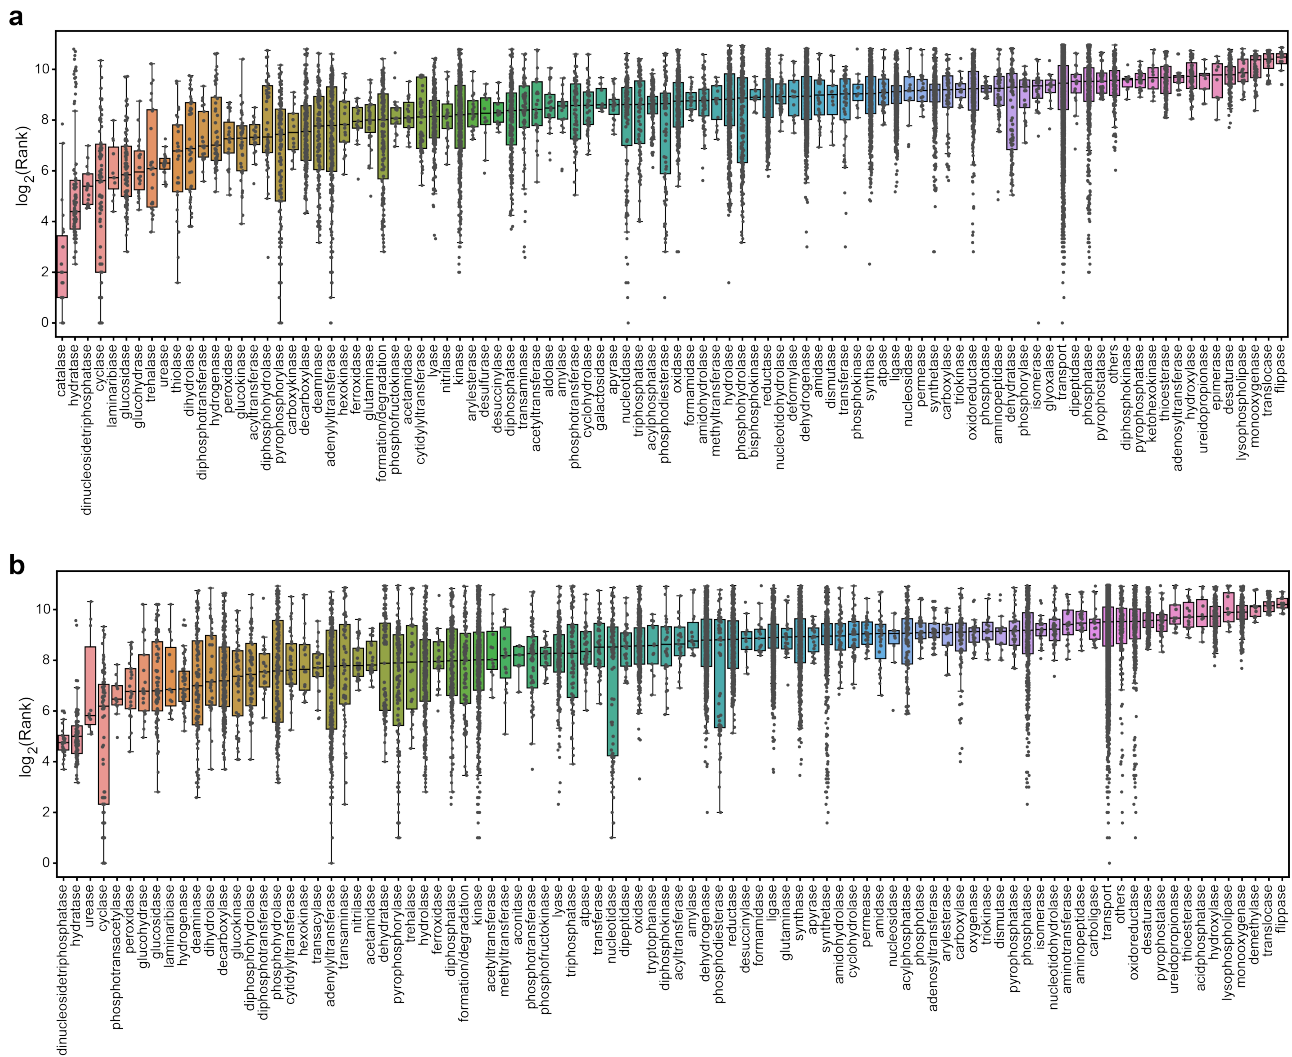 a
log2(Rank)
10
8
6
4
2
0
catalase
hydratase
dinucleosidetriphosphatase
cyclase
laminaribiase
glucosidase
glucohydrase
trehalase
urease
thiolase
dihydrolase
diphosphotransferase
hydrogenase
peroxidase
glucokinase
acyltransferase
diphosphohydrolase
pyrophosphorylase
carboxykinase
decarboxylase
deaminase
adenylyltransferase
hexokinase
ferroxidase
glutaminase
formation/degradation
phosphofructokinase
acetamidase
cytidylyltransferase
lyase
nitrilase
kinase
arylesterase
desulfurase
desuccinylase
diphosphatase
transaminase
acetyltransferase
aldolase
amylase
phosphotransferase
cyclohydrolase
galactosidase
apyrase
nucleotidase
triphosphatase
acylphosphatase
phosphodiesterase
oxidase
formamidase
amidohydrolase
methyltransferase
hydrolase
phosphohydrolase
bisphosphokinase
reductase
nucleotidohydrolase
deformylase
dehydrogenase
amidase
dismutase
transferase
phosphokinase
synthase
atpase
ligase
nucleosidase
permease
synthetase
carboxylase
triokinase
oxidoreductase
phosphotase
aminopeptidase
dehydratase
phosphorylase
isomerase
glyoxalase
transport
dipeptidase
phosphatase
pyrophostatase
others
diphosphokinase
pyrophosphatase
ketohexokinase
thioesterase
adenosyltransferase
hydroxylase
ureidopropionase
epimerase
desaturase
lysophospholipase
monooxygenase
translocase
flippase
b
log2(Rank)
10
8
6
4
2
0
dinucleosidetriphosphatase
hydratase
urease
cyclase
phosphotransacetylase
peroxidase
glucohydrase
glucosidase
laminaribiase
hydrogenase
deaminase
dihydrolase
decarboxylase
glucokinase
diphosphohydrolase
diphosphotransferase
phosphohydrolase
cytidylyltransferase
hexokinase
transacylase
adenylyltransferase
transaminase
nitrilase
acetamidase
dehydratase
pyrophosphorylase
trehalase
hydrolase
ferroxidase
diphosphatase
formation/degradation
kinase
acetyltransferase
methyltransferase
aconitase
phosphotransferase
phosphofructokinase
lyase
triphosphatase
atpase
transferase
nucleotidase
dipeptidase
oxidase
tryptophanase
diphosphokinase
acyltransferase
amylase
dehydrogenase
phosphodiesterase
reductase
desuccinylase
formamidase
ligase
glutaminase
synthase
apyrase
synthetase
amidohydrolase
cyclohydrolase
permease
amidase
nucleosidase
acylphosphatase
phosphotase
adenosyltransferase
arylesterase
carboxylase
oxygenase
triokinase
dismutase
pyrophosphatase
phosphatase
isomerase
nucleotidohydrolase
aminotransferase
aminopeptidase
carboligase
transport
others
oxidoreductase
desaturase
pyrophostatase
ureidopropionase
thioesterase
acidphosphatase
hydroxylase
lysophospholipase
monooxygenase
demethylase
translocase
flippase